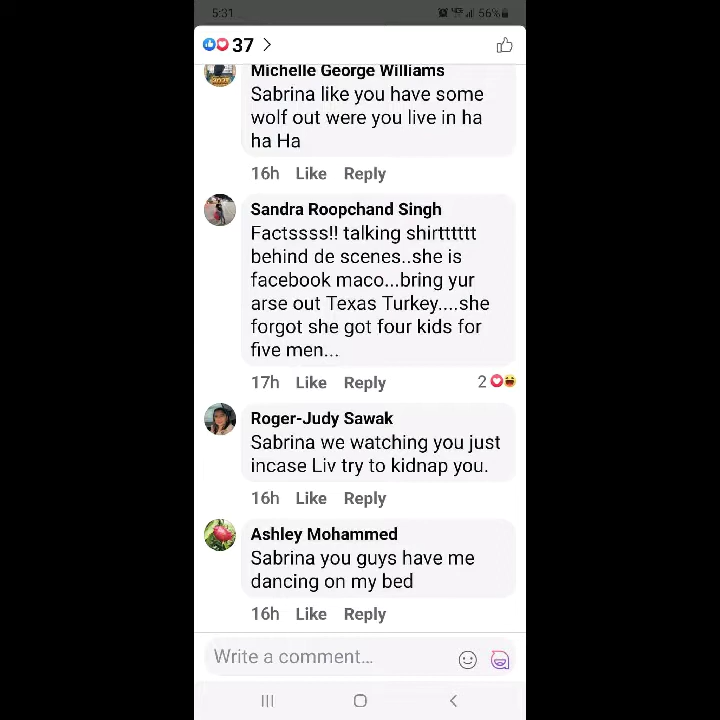 5:31
56%
37
Michelle George Williams
Sabrina like you have some
wolf out were you live in ha
ha Ha
16h Like Reply
Sandra Roopchand Singh
Factssss!! talking shirtttttt
behind de scenes..she is
facebook maco...bring yur
arse out Texas Turkey....she
forgot she got four kids for
five men...
17h Like Reply 2
Roger-Judy Sawak
Sabrina we watching you just
incase Liv try to kidnap you.
16h Like Reply
Ashley Mohammed
Sabrina you guys have me
dancing on my bed
16h Like Reply
Write a comment...